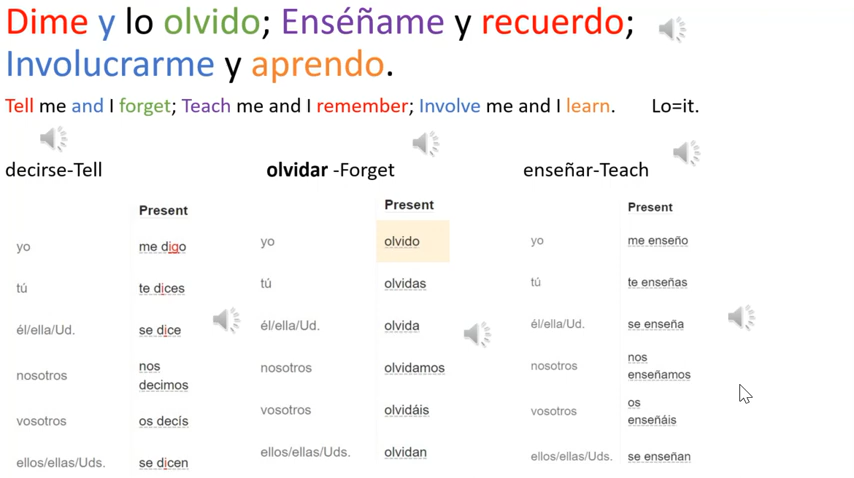 Dime y lo olvido; Enséñame y recuerdo;
Involucrarme y aprendo.
Tell me and I forget; Teach me and I remember; Involve me and I learn. Lo=it.
decirse-Tell
Present
yo me digo
tú te dices
él/ella/Ud. se dice
nosotros nos decimos
vosotros os decís
ellos/ellas/Uds. se dicen
olvidar -Forget
Present
yo olvido
tú olvidas
él/ella/Ud. olvida
nosotros olvidamos
vosotros olvidáis
ellos/ellas/Uds. olvidan
enseñar-Teach
Present
yo me enseño
tú te enseñas
él/ella/Ud. se enseña
nosotros nos enseñamos
vosotros os enseñáis
ellos/ellas/Uds. se enseñan